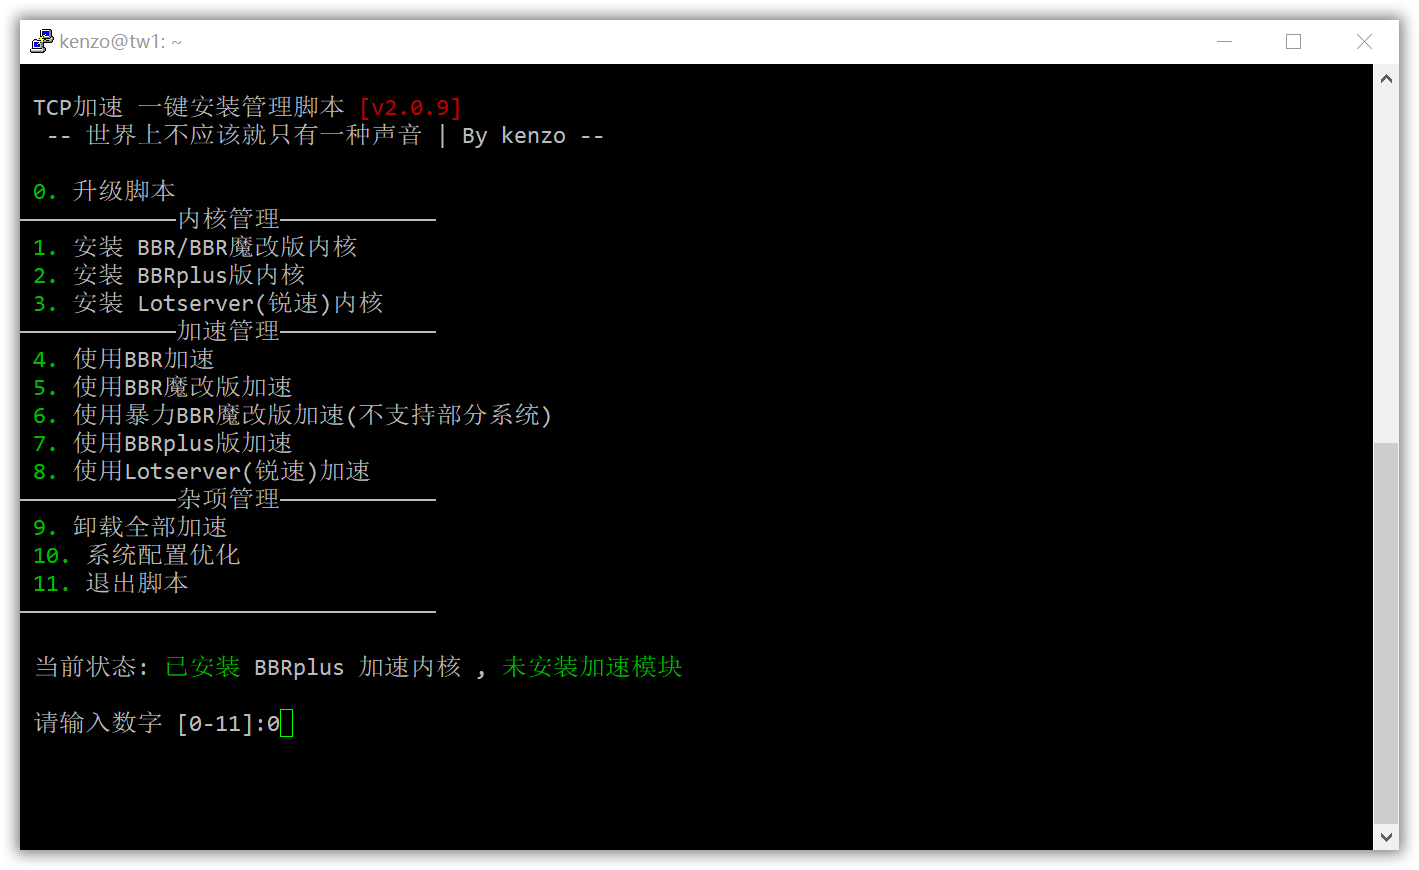 kenzo@tw1: ~
TCP加速 一键安装管理脚本 [v2.0.9]
-- 世界上不应该就只有一种声音 | By kenzo --
0. 升级脚本
————————————内核管理————————————
1. 安装 BBR/BBR魔改版内核
2. 安装 BBRplus版内核
3. 安装 Lotserver(锐速)内核
————————————加速管理————————————
4. 使用BBR加速
5. 使用BBR魔改版加速
6. 使用暴力BBR魔改版加速(不支持部分系统)
7. 使用BBRplus版加速
8. 使用Lotserver(锐速)加速
————————————杂项管理————————————
9. 卸载全部加速
10. 系统配置优化
11. 退出脚本
————————————————————————————————
当前状态: 已安装 BBRplus 加速内核 , 未安装加速模块
请输入数字 [0-11]:0